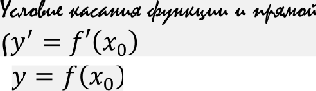 Условие касания функции и прямой
(y′ = f′(x₀)
y = f(x₀)